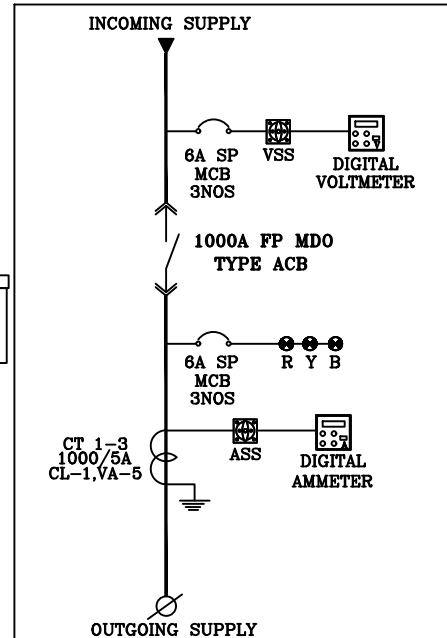 INCOMING SUPPLY
6A SP
MCB
3NOS
VSS
DIGITAL
VOLTMETER
1000A FP MDO
TYPE ACB
6A SP
MCB
3NOS
R Y B
CT 1-3
1000/5A
CL-1,VA-5
ASS
DIGITAL
AMMETER
OUTGOING SUPPLY